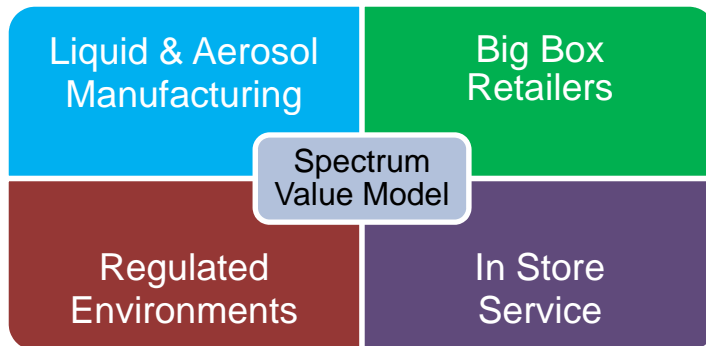 Liquid & Aerosol
Manufacturing
Big Box
Retailers
Spectrum
Value Model
Regulated
Environments
In Store
Service